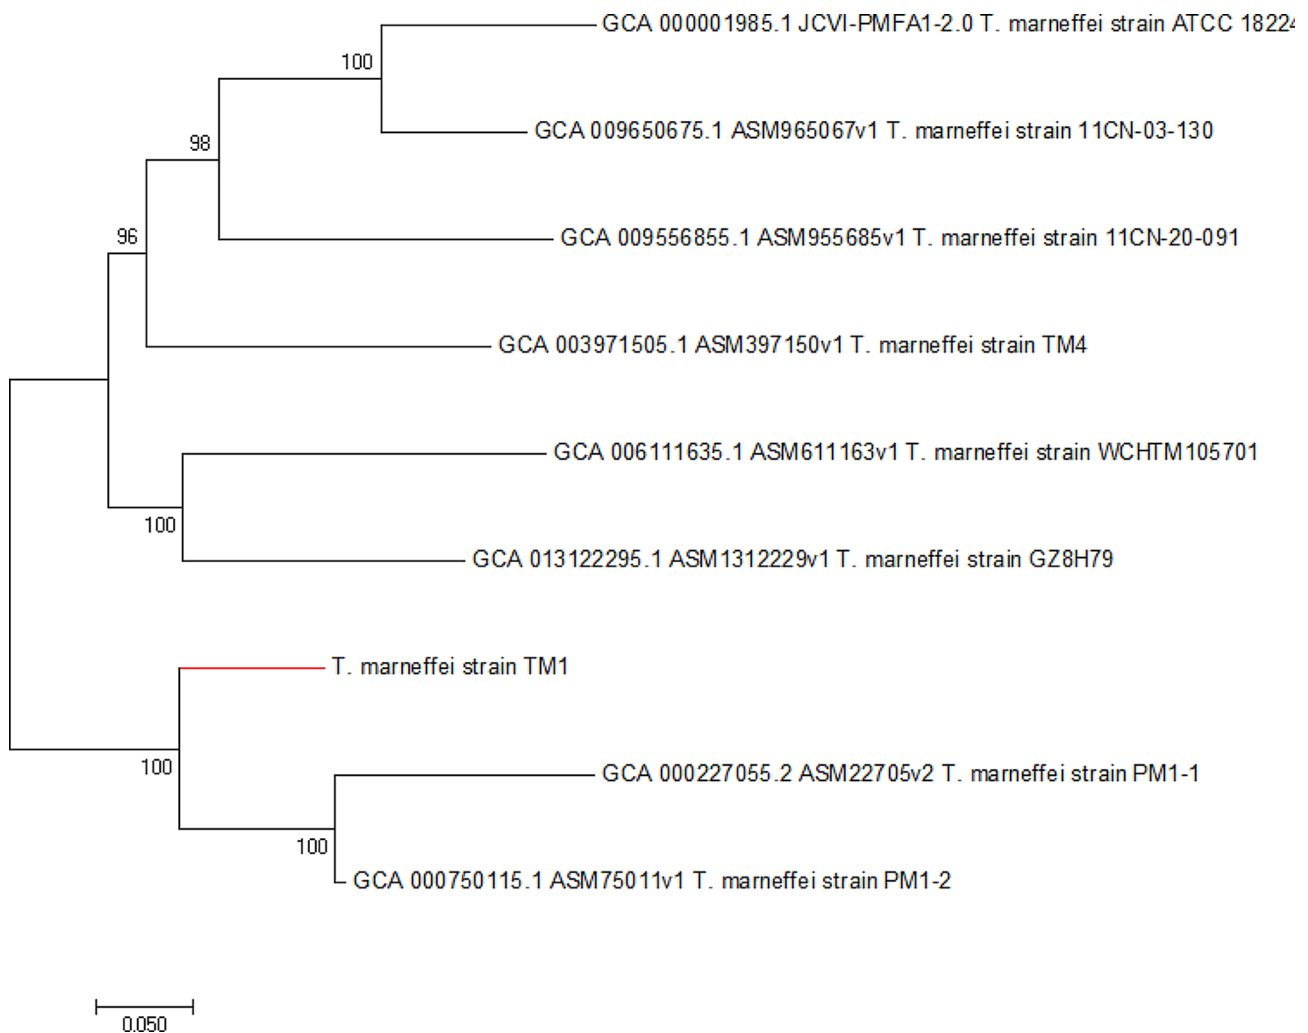 GCA 000001985.1 JCVI-PMFA1-2.0 T. marneffei strain ATCC 18224
100
GCA 009650675.1 ASM965067v1 T. marneffei strain 11CN-03-130
98
GCA 009556855.1 ASM955685v1 T. marneffei strain 11CN-20-091
96
GCA 003971505.1 ASM397150v1 T. marneffei strain TM4
GCA 006111635.1 ASM611163v1 T. marneffei strain WCHTM105701
100
GCA 013122295.1 ASM1312229v1 T. marneffei strain GZ8H79
T. marneffei strain TM1
100
GCA 000227055.2 ASM22705v2 T. marneffei strain PM1-1
100
GCA 000750115.1 ASM75011v1 T. marneffei strain PM1-2
0.050